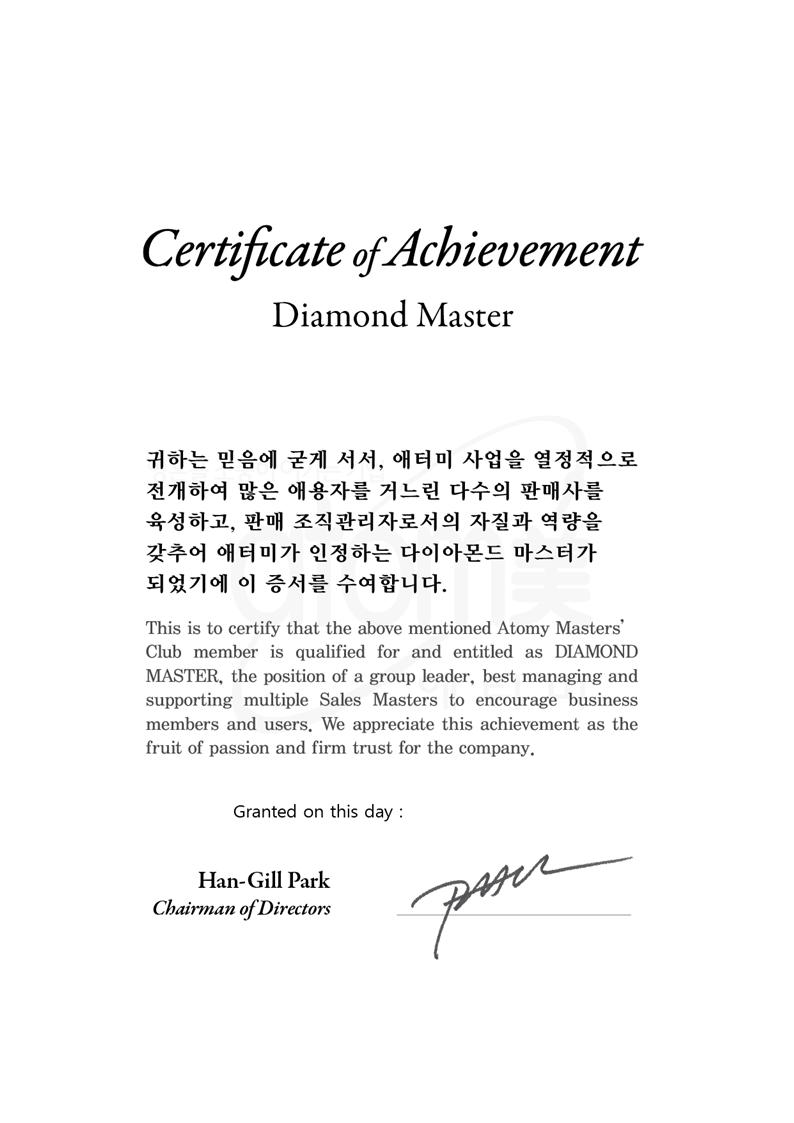 Certificate of Achievement
Diamond Master
귀하는 믿음에 굳게 서서, 애터미 사업을 열정적으로
전개하여 많은 애용자를 거느린 다수의 판매사를
육성하고, 판매 조직관리자로서의 자질과 역량을
갖추어 애터미가 인정하는 다이아몬드 마스터가
되었기에 이 증서를 수여합니다.
This is to certify that the above mentioned Atomy Masters’
Club member is qualified for and entitled as DIAMOND
MASTER, the position of a group leader, best managing and
supporting multiple Sales Masters to encourage business
members and users. We appreciate this achievement as the
fruit of passion and firm trust for the company.
Granted on this day :
Han-Gill Park
Chairman of Directors